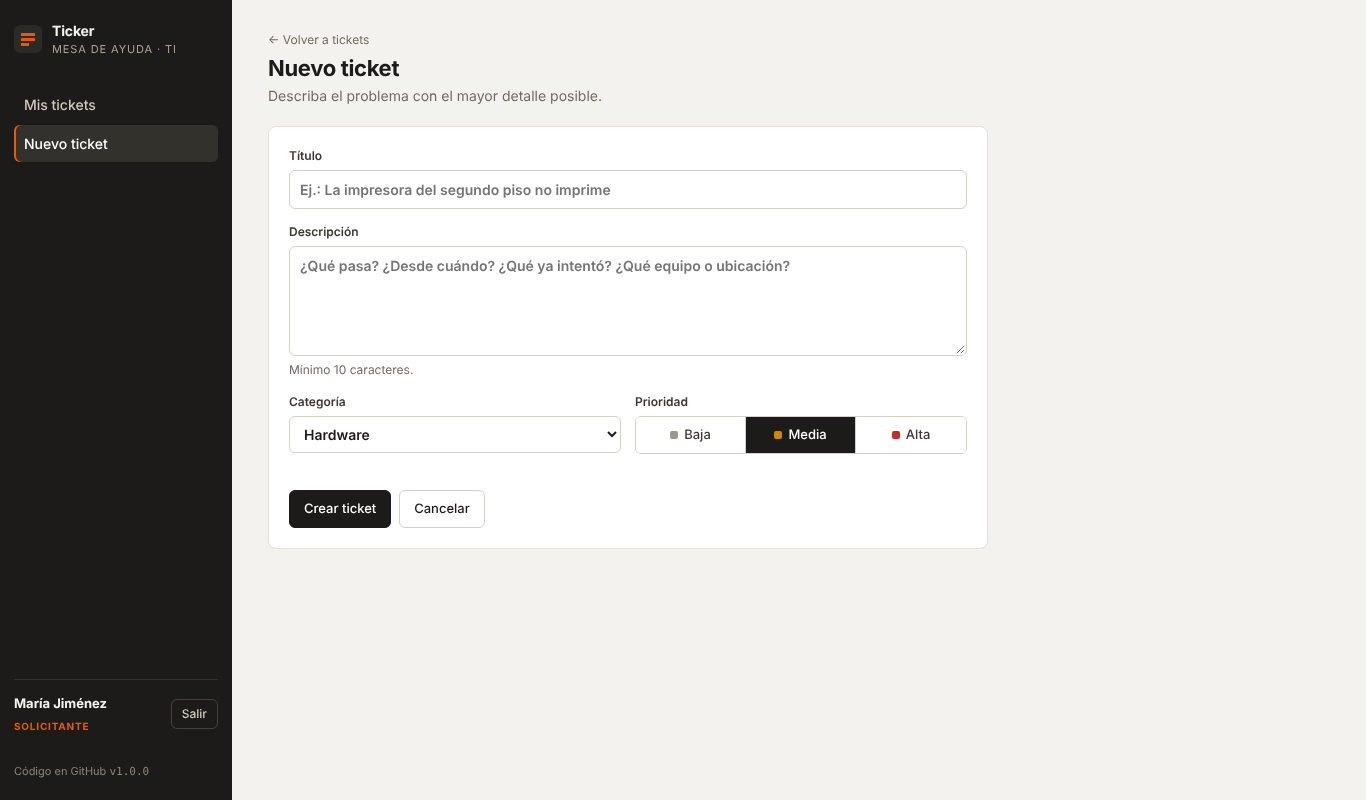 Ticker
MESA DE AYUDA · TI
Mis tickets
Nuevo ticket
María Jiménez
SOLICITANTE
Salir
Código en GitHub v1.0.0
← Volver a tickets
Nuevo ticket
Describa el problema con el mayor detalle posible.
Título
Ej.: La impresora del segundo piso no imprime
Descripción
¿Qué pasa? ¿Desde cuándo? ¿Qué ya intentó? ¿Qué equipo o ubicación?
Mínimo 10 caracteres.
Categoría
Hardware
Prioridad
Baja
Media
Alta
Crear ticket
Cancelar